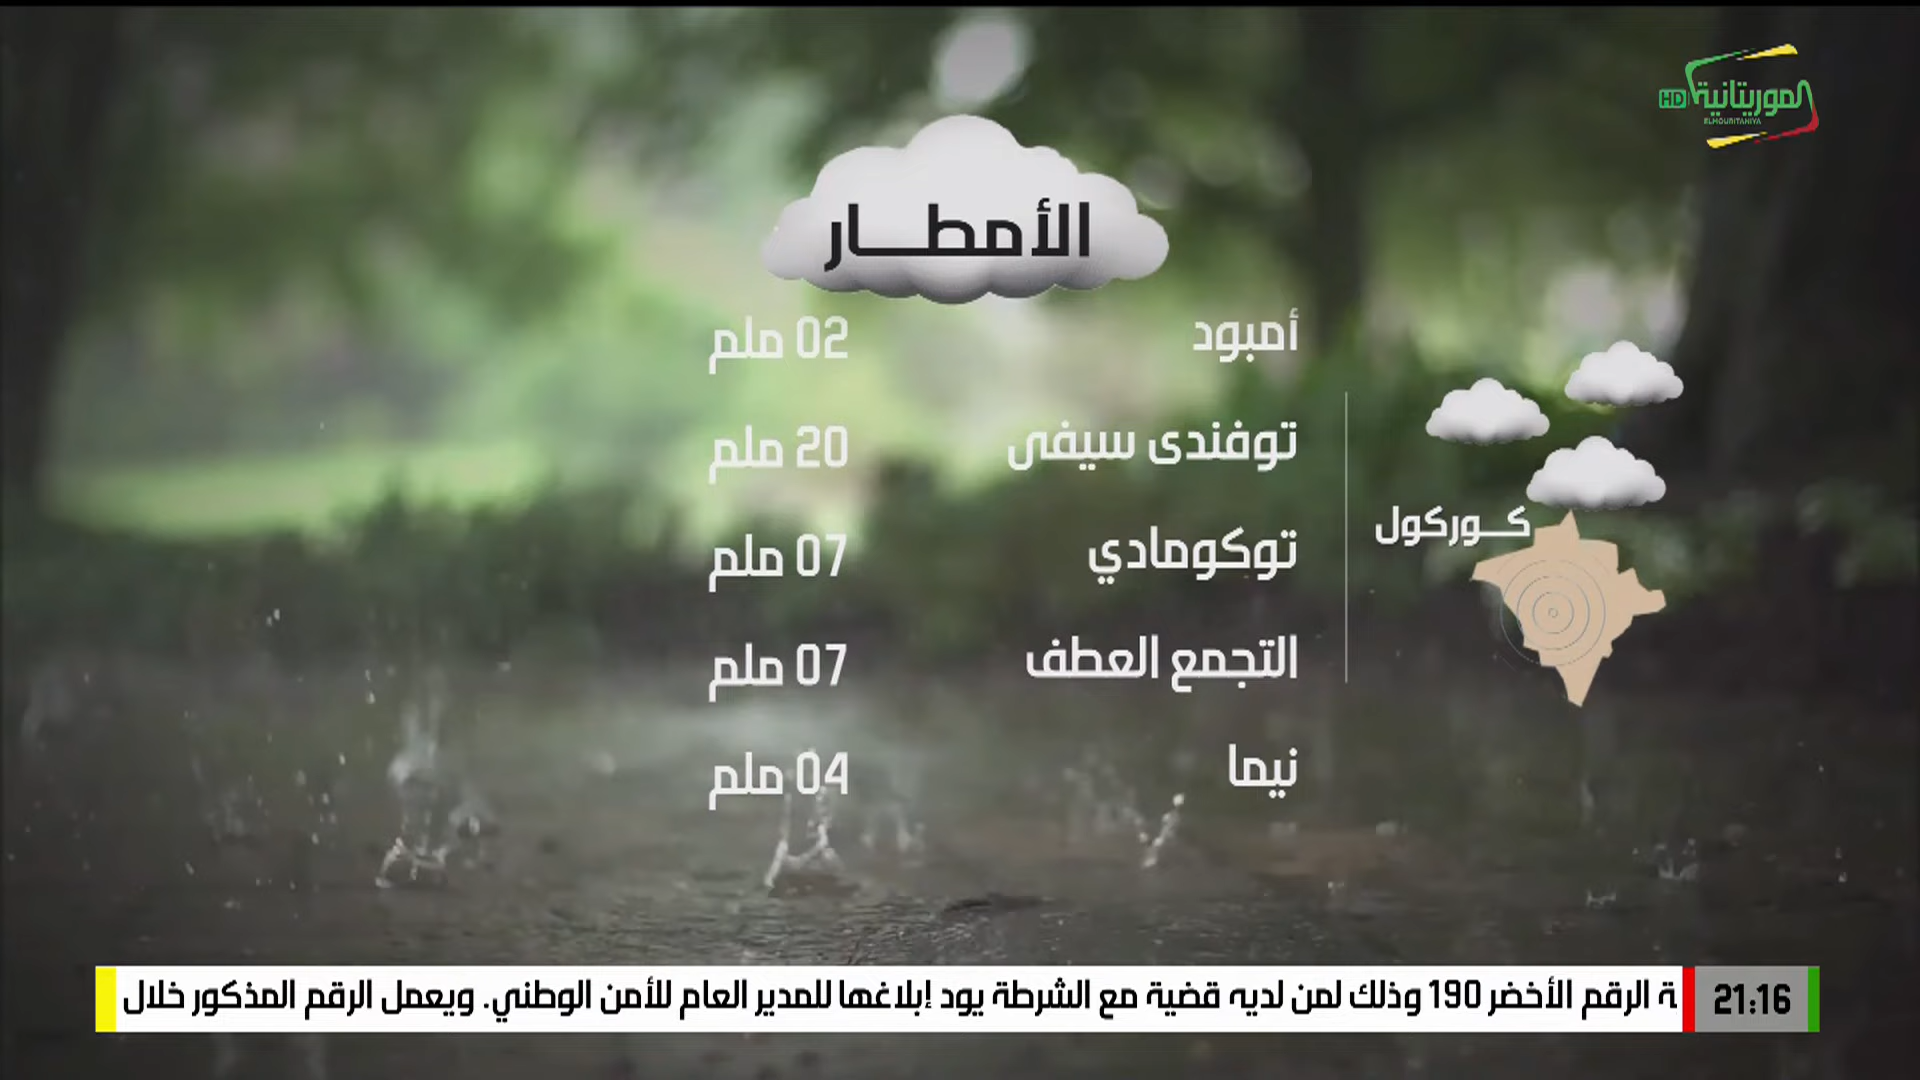 الموريتانية HD
ELMOURITANIYA
الأمطـــار
أمبود 02 ملم
توفندى سيفى 20 ملم
توكومادي 07 ملم
التجمع العطف 07 ملم
نيما 04 ملم
كــوركول
ة الرقم الأخضر 190 وذلك لمن لديه قضية مع الشرطة يود إبلاغها للمدير العام للأمن الوطني. ويعمل الرقم المذكور خلال
21:16